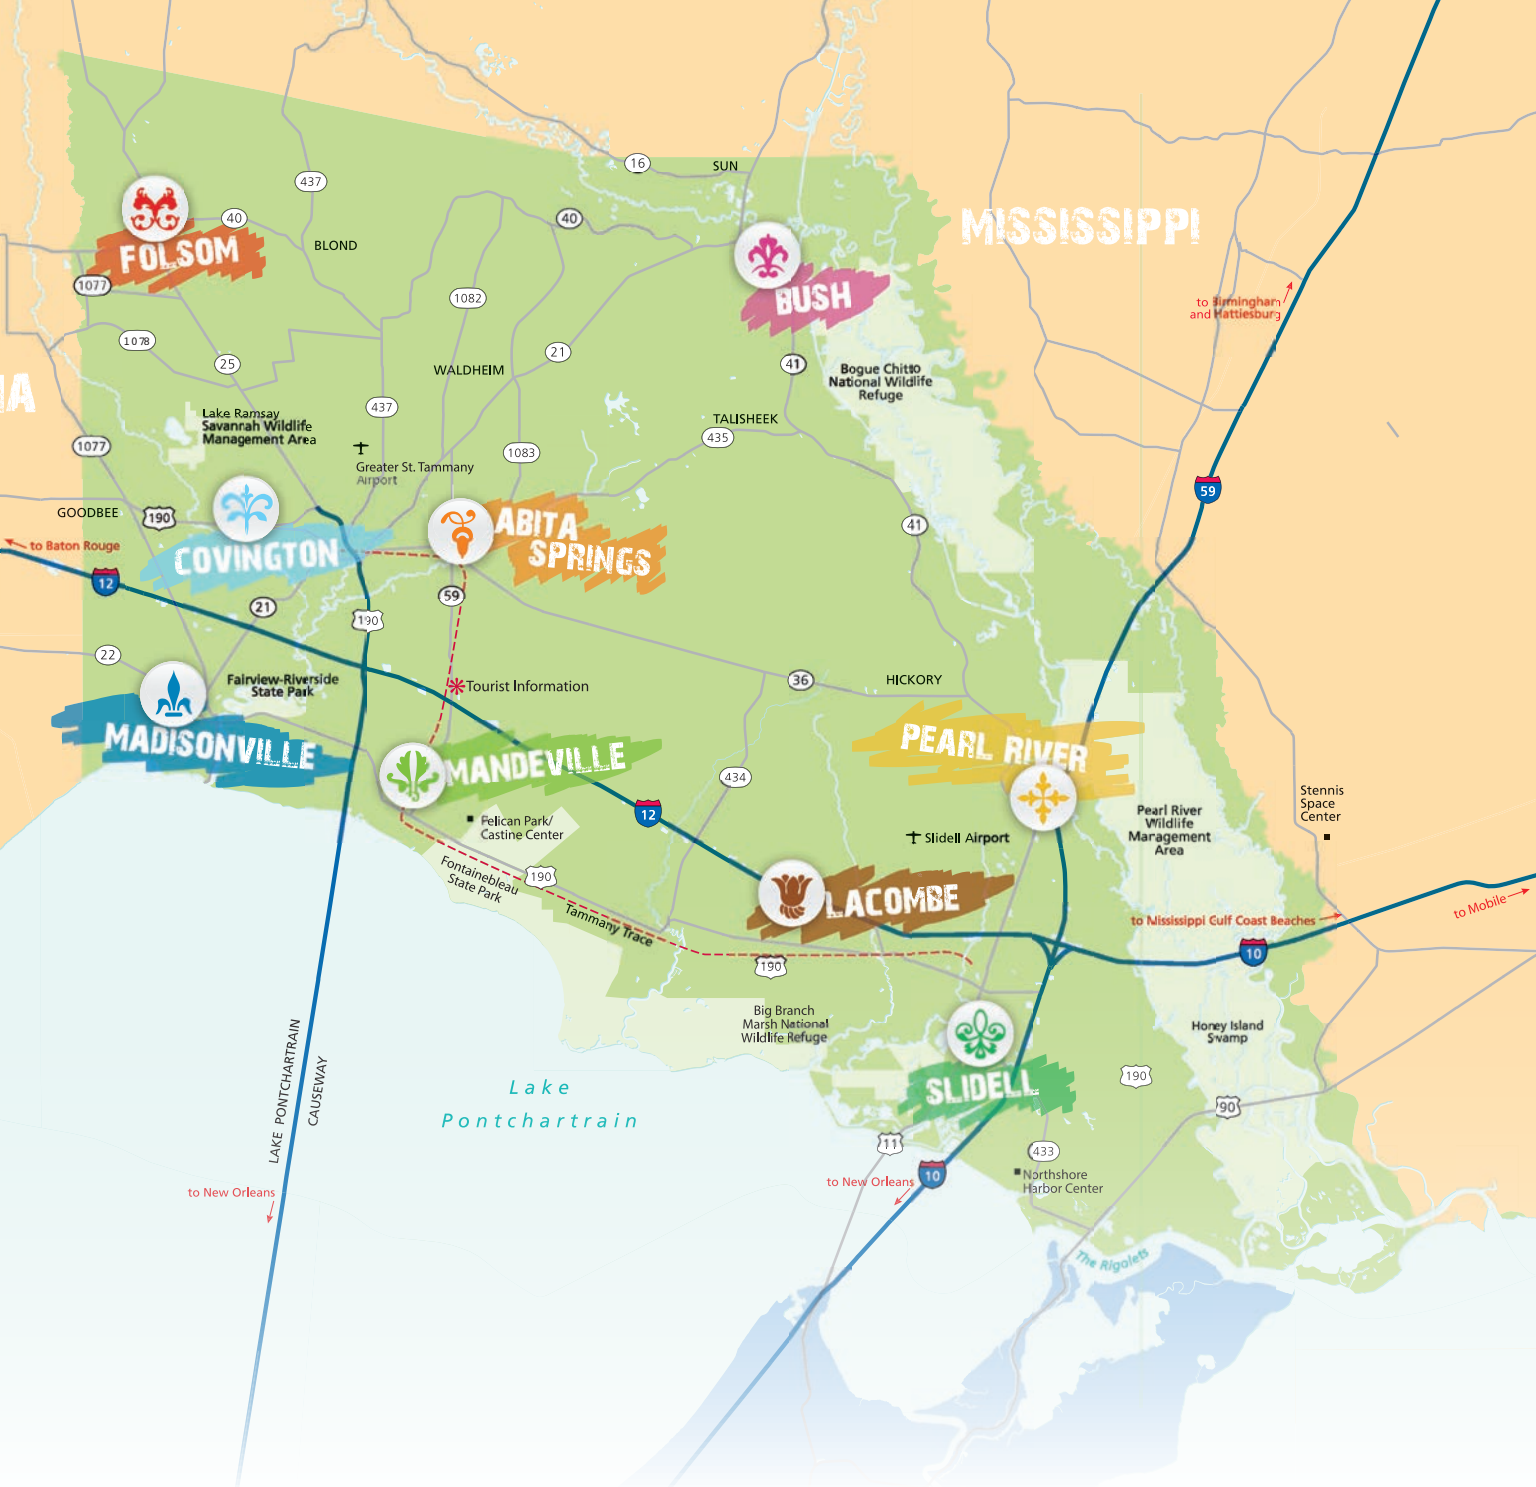 16
SUN
437
40
40
MISSISSIPPI
FOLSOM
BLOND
1077
BUSH
1082
to Birmingham
and Hattiesburg
1078
25
21
WALDHEIM
41
Bogue Chitto
National Wildlife
Refuge
IA
437
Lake Ramsay
Savannah Wildlife
Management Area
TALISHEEK
435
1077
1083
Greater St. Tammany
Airport
59
GOODBEE
190
41
ABITA
SPRINGS
COVINGTON
to Baton Rouge
12
59
21
190
22
Fairview-Riverside
State Park
Tourist Information
36
HICKORY
MADISONVILLE
MANDEVILLE
PEARL RIVER
434
12
Stennis
Space
Center
Pelican Park/
Castine Center
Slidell Airport
Pearl River
Wildlife
Management
Area
Fontainebleau
State Park
190
LACOMBE
Tammany Trace
to Mississippi Gulf Coast Beaches
to Mobile
10
190
Big Branch
Marsh National
Wildlife Refuge
Honey Island
Swamp
SLIDELL
190
90
Lake
Pontchartrain
LAKE PONTCHARTRAIN
CAUSEWAY
11
433
10
to New Orleans
to New Orleans
Northshore
Harbor Center
The Rigolets